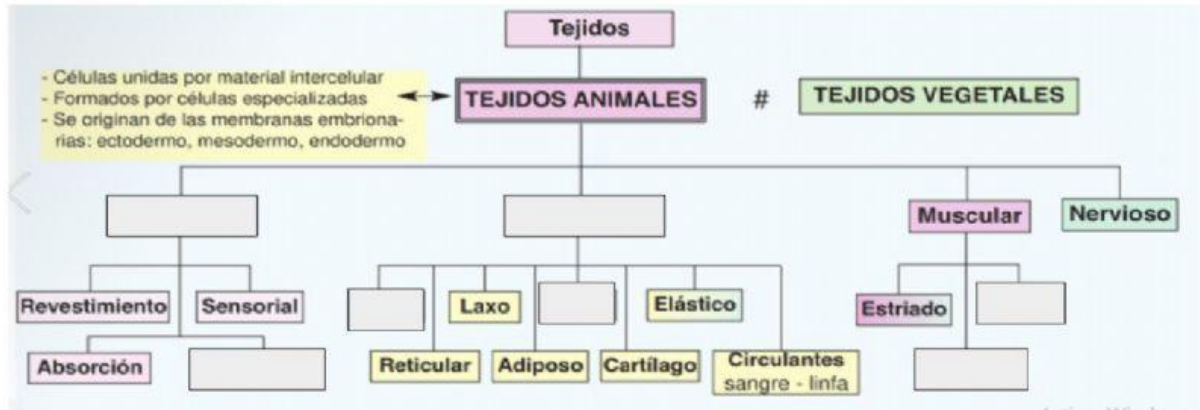 Tejidos
- Células unidas por material intercelular
- Formados por células especializadas
- Se originan de las membranas embriona-
rias: ectodermo, mesodermo, endodermo
TEJIDOS ANIMALES
#
TEJIDOS VEGETALES
Muscular
Nervioso
Revestimiento
Sensorial
Laxo
Elástico
Estriado
Absorción
Reticular
Adiposo
Cartílago
Circulantes
sangre - linfa